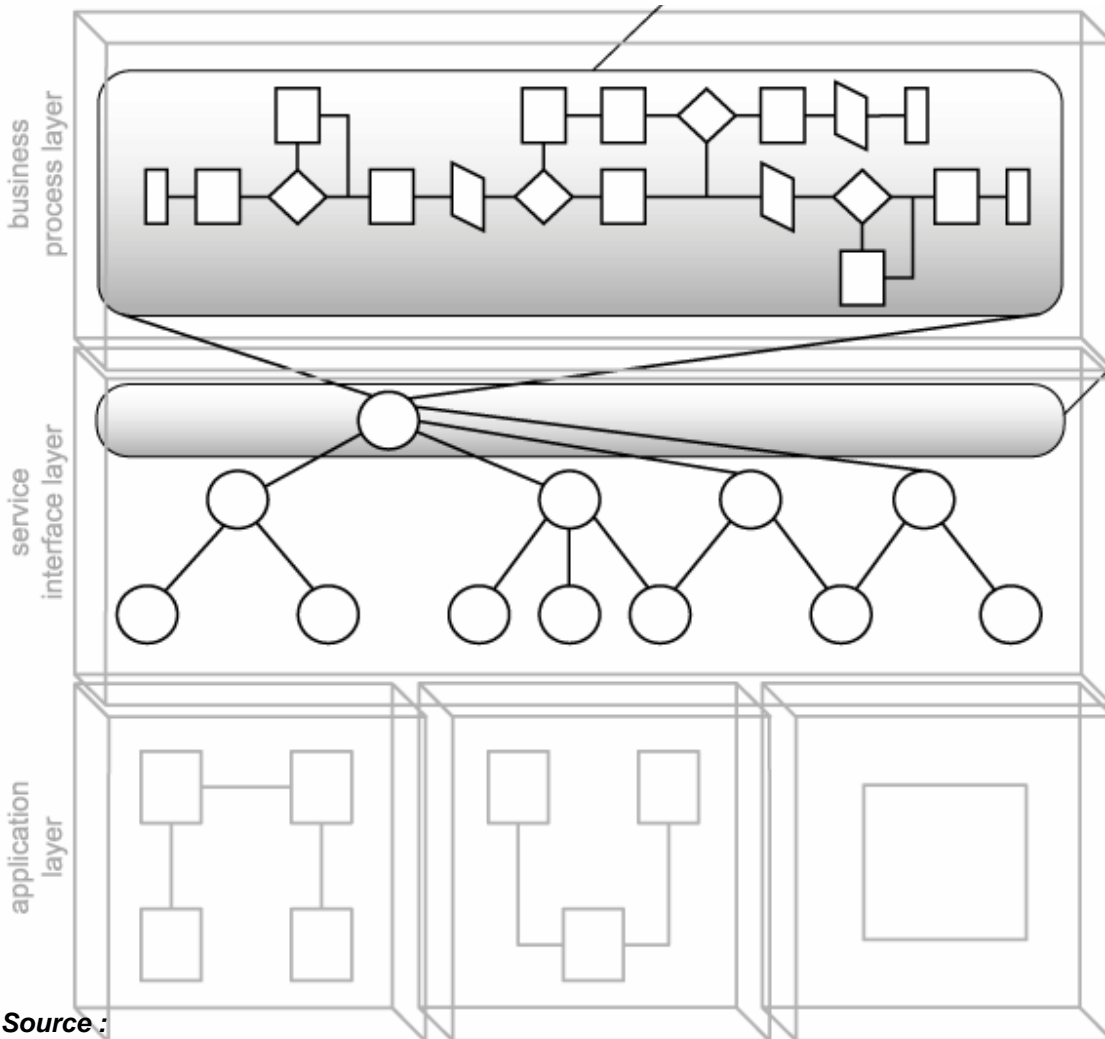 business
process layer
service
interface layer
application
layer
Source :